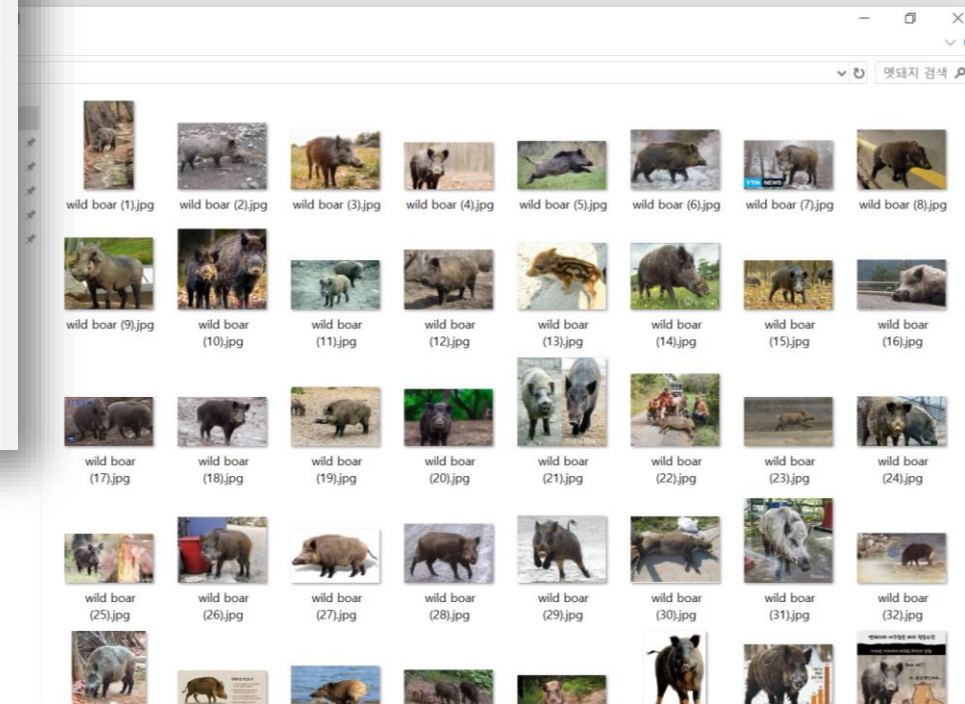 멧돼지 검색
wild boar (1).jpg
wild boar (2).jpg
wild boar (3).jpg
wild boar (4).jpg
wild boar (5).jpg
wild boar (6).jpg
wild boar (7).jpg
wild boar (8).jpg
YTN NEWS
wild boar (9).jpg
wild boar
(10).jpg
wild boar
(11).jpg
wild boar
(12).jpg
wild boar
(13).jpg
wild boar
(14).jpg
wild boar
(15).jpg
wild boar
(16).jpg
wild boar
(17).jpg
wild boar
(18).jpg
wild boar
(19).jpg
wild boar
(20).jpg
wild boar
(21).jpg
wild boar
(22).jpg
wild boar
(23).jpg
wild boar
(24).jpg
wild boar
(25).jpg
wild boar
(26).jpg
wild boar
(27).jpg
wild boar
(28).jpg
wild boar
(29).jpg
wild boar
(30).jpg
wild boar
(31).jpg
wild boar
(32).jpg